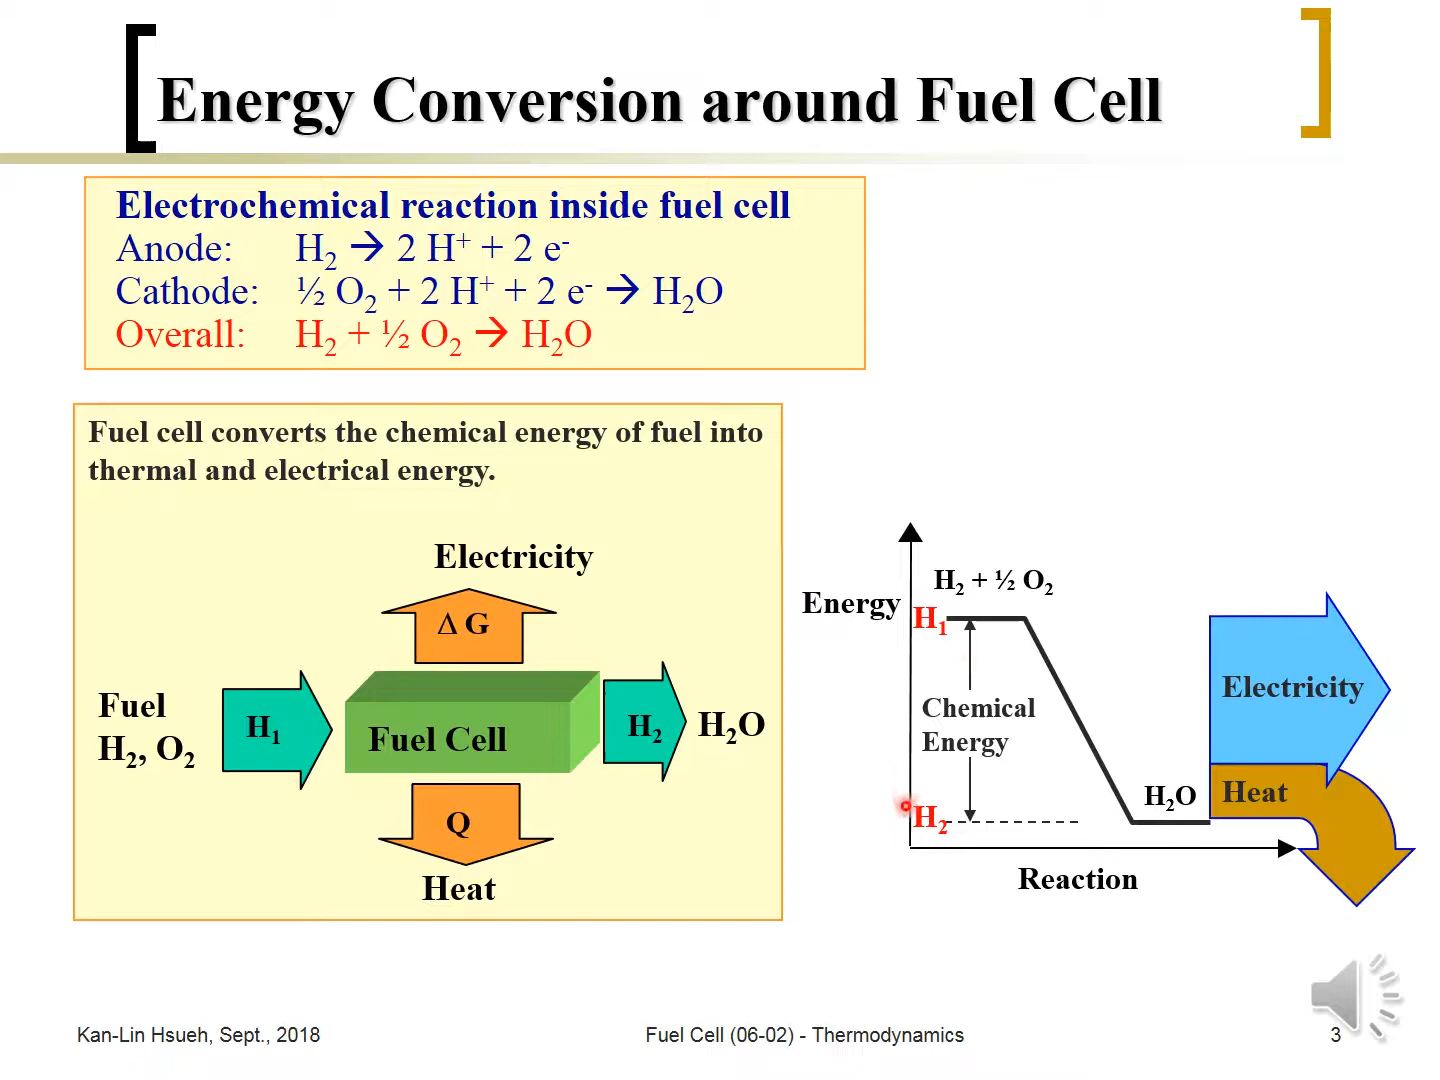 Energy Conversion around Fuel Cell
Electrochemical reaction inside fuel cell
Anode: H₂ → 2 H⁺ + 2 e⁻
Cathode: ½ O₂ + 2 H⁺ + 2 e⁻ → H₂O
Overall: H₂ + ½ O₂ → H₂O
Fuel cell converts the chemical energy of fuel into
thermal and electrical energy.
Electricity
Δ G
Fuel
H₂, O₂
H₁
Fuel Cell
H₂
H₂O
Q
Heat
Energy
H₂ + ½ O₂
H₁
Chemical
Energy
H₂
H₂O
Reaction
Electricity
Heat
Kan-Lin Hsueh, Sept., 2018
Fuel Cell (06-02) - Thermodynamics
3